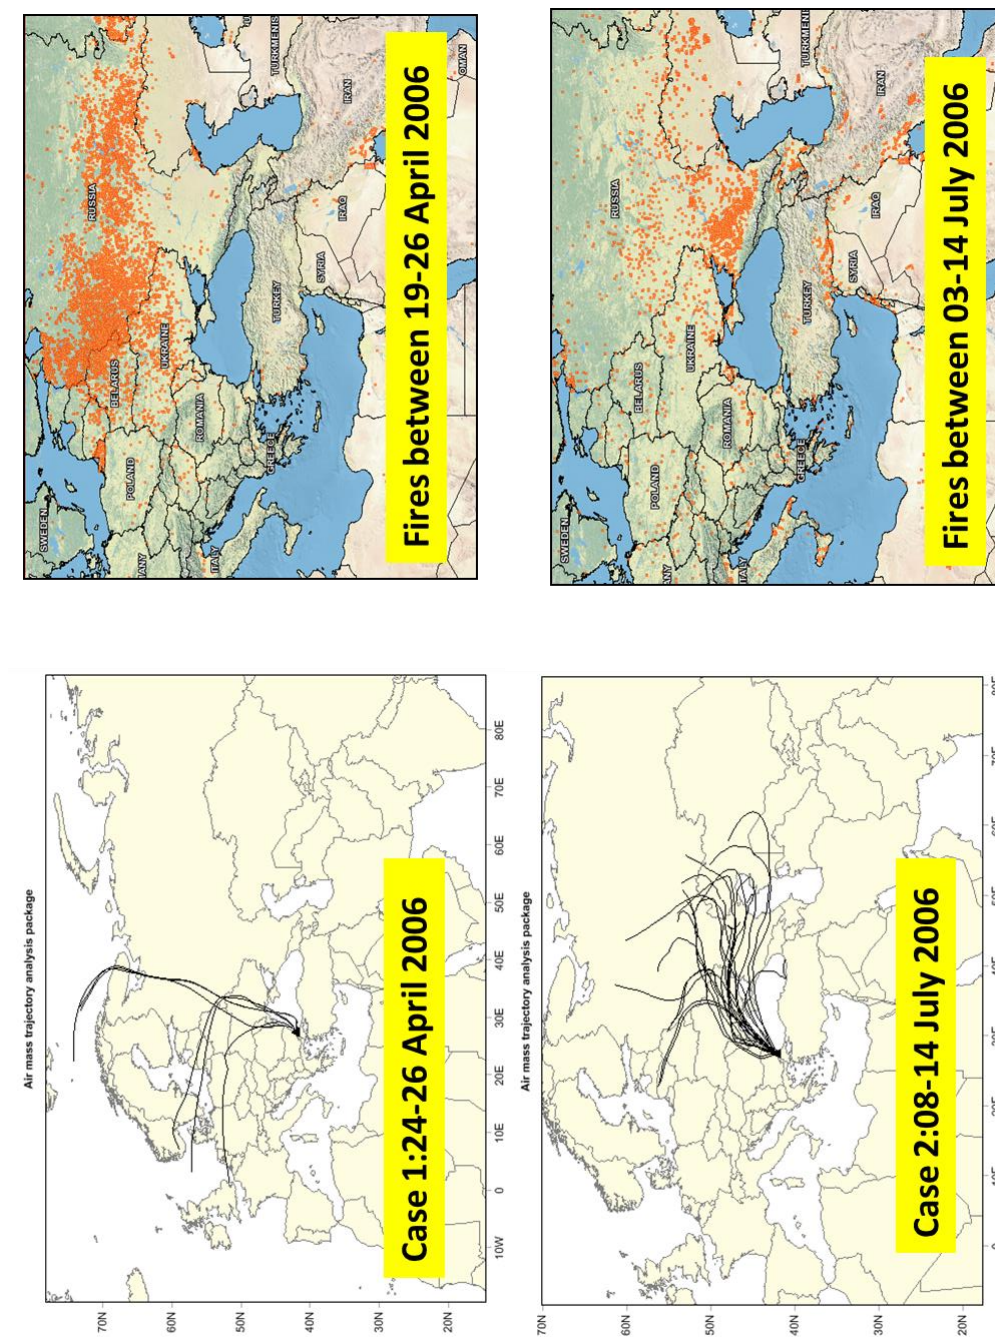 Air mass trajectory analysis package
70N
60N
50N
40N
30N
20N
Case 1:24-26 April 2006
10W 0 10E 20E 30E 40E 50E 60E 70E 80E
SWEDEN
RUSSIA
BELARUS
POLAND
UKRAINE
ANY
ROMANIA
ITALY
GREECE
TURKEY
TURKMENIS
SYRIA
IRAQ
IRAN
OMAN
Fires between 19-26 April 2006
Air mass trajectory analysis package
70N
60N
50N
40N
30N
20N
Case 2:08-14 July 2006
SWEDEN
RUSSIA
BELARUS
POLAND
UKRAINE
ANY
ROMANIA
ITALY
GREECE
TURKEY
TURKMENIS
SYRIA
IRAQ
IRAN
Fires between 03-14 July 2006